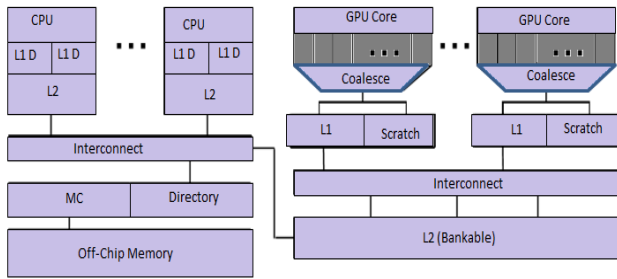 CPU
L1 D L1 D
L2
CPU
L1 D L1 D
L2
Interconnect
MC Directory
Off-Chip Memory
GPU Core
Coalesce
L1 Scratch
GPU Core
Coalesce
L1 Scratch
Interconnect
L2 (Bankable)